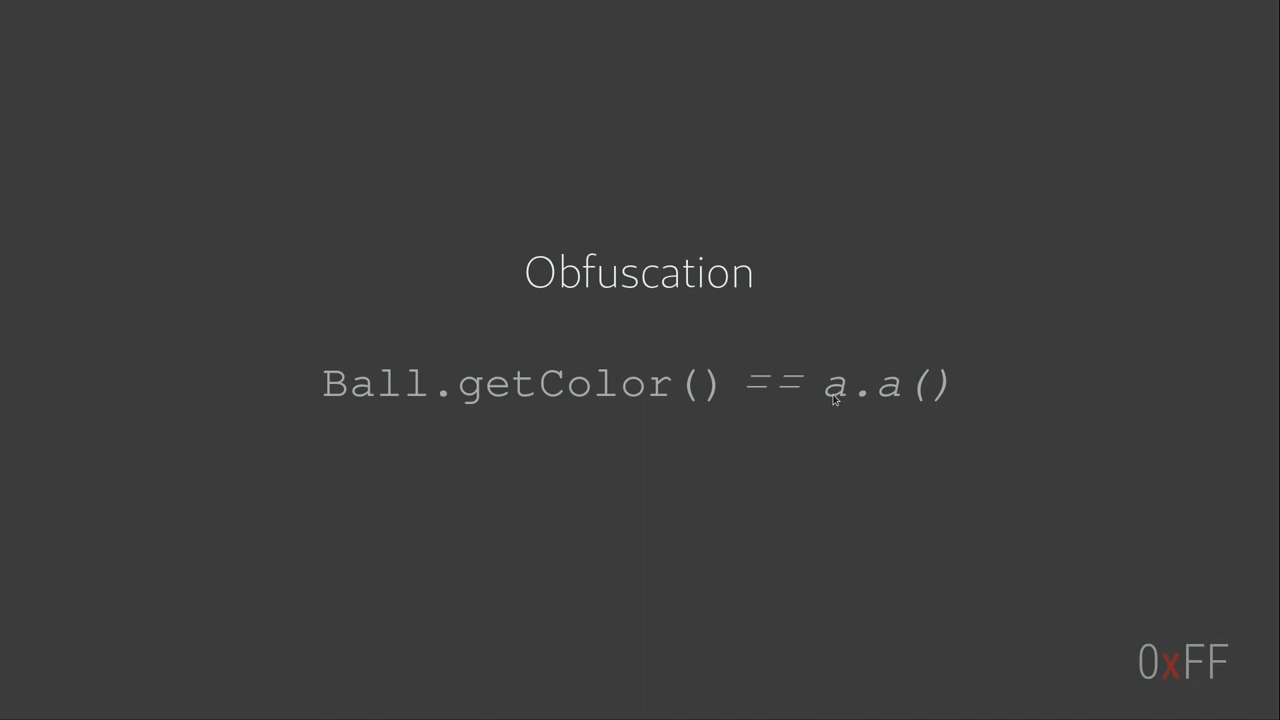 Obfuscation
Ball.getColor() == a.a()
0xFF